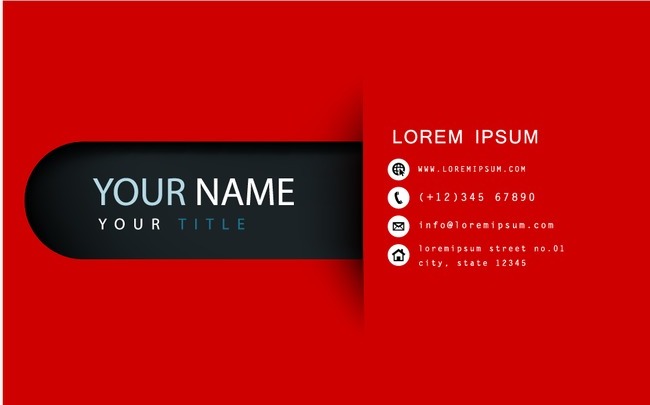 YOUR NAME
YOUR TITLE
LOREM IPSUM
WWW.LOREMIPSUM.COM
(+12)345 67890
info@loremipsum.com
loremipsum street no.01
city, state 12345